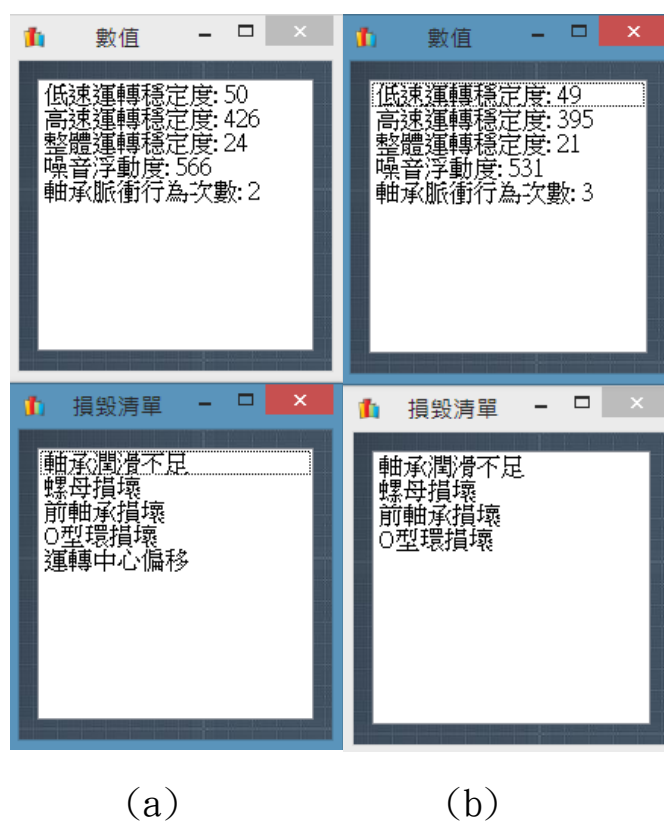 數值
低速運轉穩定度: 50
高速運轉穩定度: 426
整體運轉穩定度: 24
噪音浮動度: 566
軸承脈衝行為次數: 2
數值
低速運轉穩定度: 49
高速運轉穩定度: 395
整體運轉穩定度: 21
噪音浮動度: 531
軸承脈衝行為次數: 3
損毀清單
軸承潤滑不足
螺母損壞
前軸承損壞
O型環損壞
運轉中心偏移
損毀清單
軸承潤滑不足
螺母損壞
前軸承損壞
O型環損壞
(a)
(b)